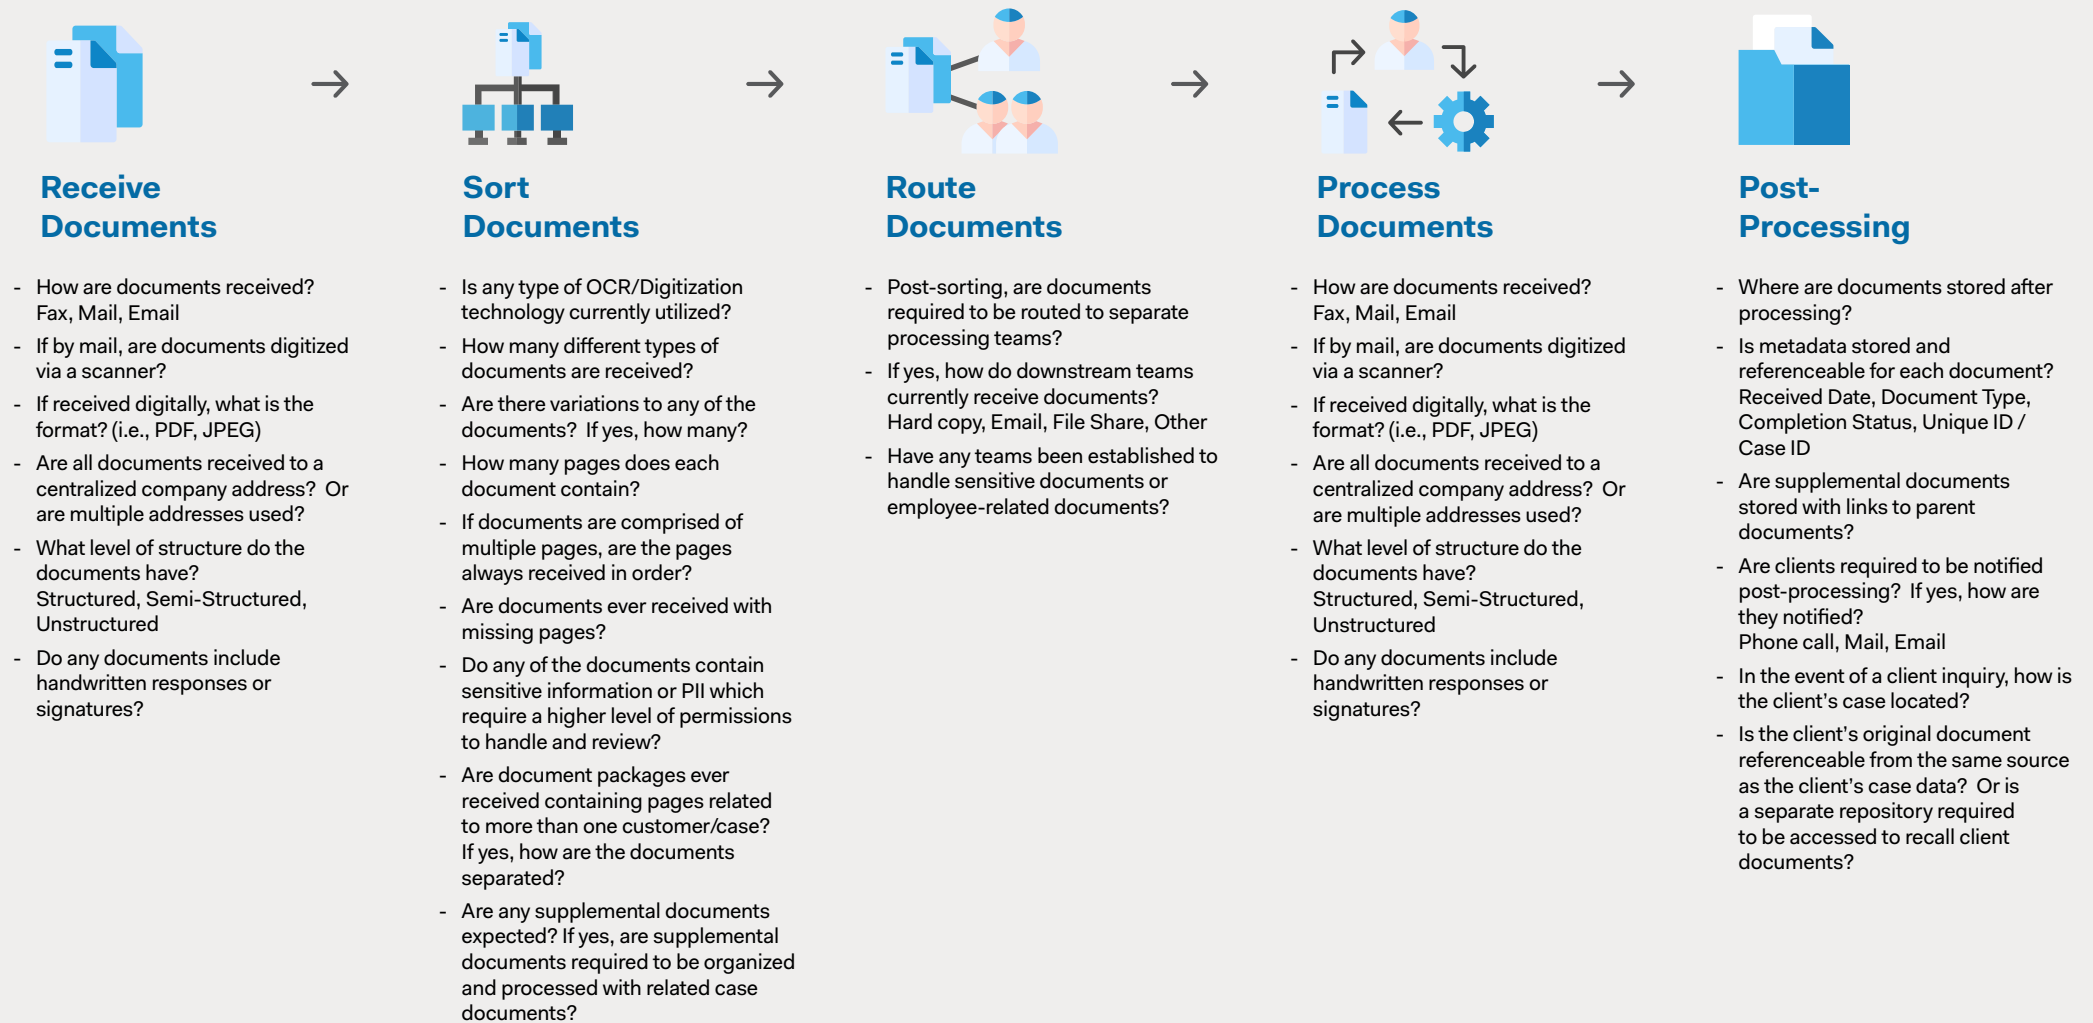 Receive
Documents
- How are documents received?
Fax, Mail, Email
- If by mail, are documents digitized
via a scanner?
- If received digitally, what is the
format? (i.e., PDF, JPEG)
- Are all documents received to a
centralized company address?  Or
are multiple addresses used?
- What level of structure do the
documents have?
Structured, Semi-Structured,
Unstructured
- Do any documents include
handwritten responses or
signatures?
Sort
Documents
- Is any type of OCR/Digitization
technology currently utilized?
- How many different types of
documents are received?
- Are there variations to any of the
documents?  If yes, how many?
- How many pages does each
document contain?
- If documents are comprised of
multiple pages, are the pages
always received in order?
- Are documents ever received with
missing pages?
- Do any of the documents contain
sensitive information or PII which
require a higher level of permissions
to handle and review?
- Are document packages ever
received containing pages related
to more than one customer/case?
If yes, how are the documents
separated?
- Are any supplemental documents
expected? If yes, are supplemental
documents required to be organized
and processed with related case
documents?
Route
Documents
- Post-sorting, are documents
required to be routed to separate
processing teams?
- If yes, how do downstream teams
currently receive documents?
Hard copy, Email, File Share, Other
- Have any teams been established to
handle sensitive documents or
employee-related documents?
Process
Documents
- How are documents received?
Fax, Mail, Email
- If by mail, are documents digitized
via a scanner?
- If received digitally, what is the
format? (i.e., PDF, JPEG)
- Are all documents received to a
centralized company address?  Or
are multiple addresses used?
- What level of structure do the
documents have?
Structured, Semi-Structured,
Unstructured
- Do any documents include
handwritten responses or
signatures?
Post-
Processing
- Where are documents stored after
processing?
- Is metadata stored and
referenceable for each document?
Received Date, Document Type,
Completion Status, Unique ID /
Case ID
- Are supplemental documents
stored with links to parent
documents?
- Are clients required to be notified
post-processing?  If yes, how are
they notified?
Phone call, Mail, Email
- In the event of a client inquiry, how is
the client's case located?
- Is the client's original document
referenceable from the same source
as the client's case data?  Or is
a separate repository required
to be accessed to recall client
documents?